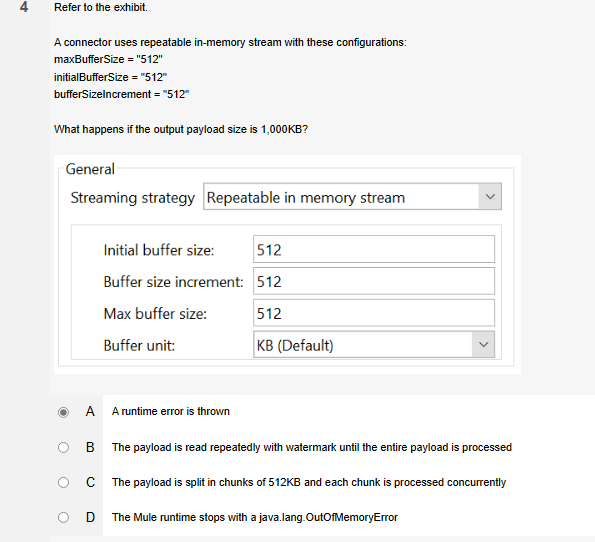 4 Refer to the exhibit.
A connector uses repeatable in-memory stream with these configurations:
maxBufferSize = "512"
initialBufferSize = "512"
bufferSizeIncrement = "512"
What happens if the output payload size is 1,000KB?
General
Streaming strategy Repeatable in memory stream
Initial buffer size: 512
Buffer size increment: 512
Max buffer size: 512
Buffer unit: KB (Default)
A A runtime error is thrown
B The payload is read repeatedly with watermark until the entire payload is processed
C The payload is split in chunks of 512KB and each chunk is processed concurrently
D The Mule runtime stops with a java.lang.OutOfMemoryError